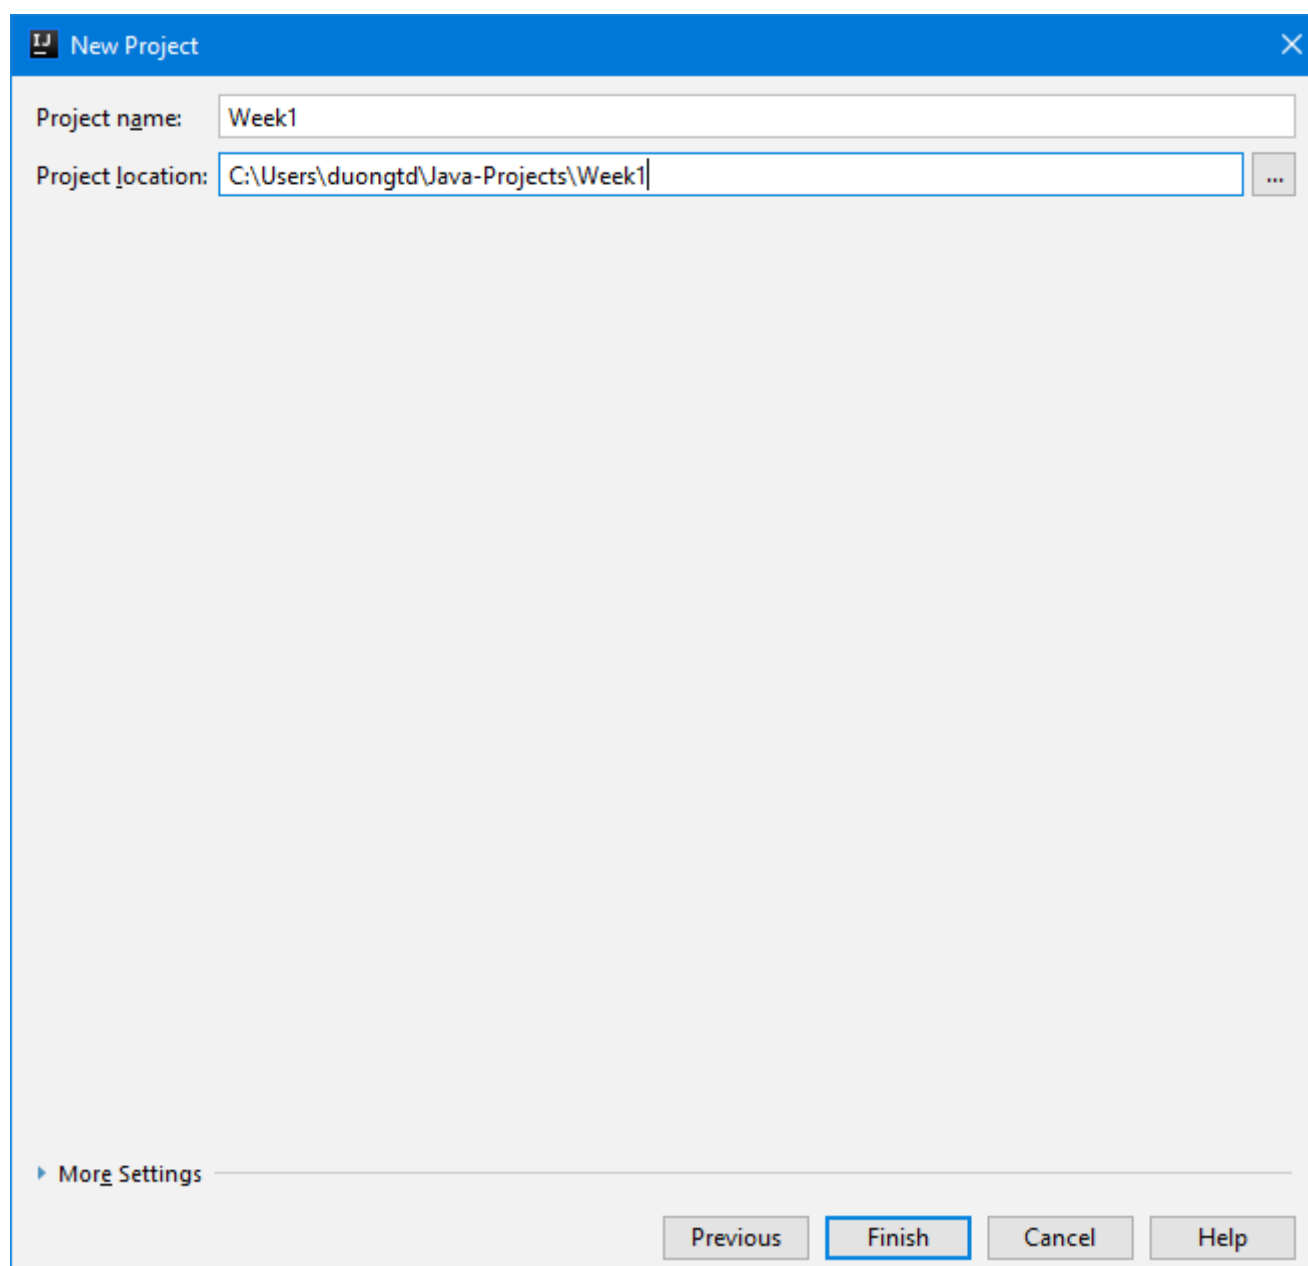 IJ New Project
Project name: Week1
Project location: C:\Users\duongtd\Java-Projects\Week1 ...
More Settings
Previous Finish Cancel Help